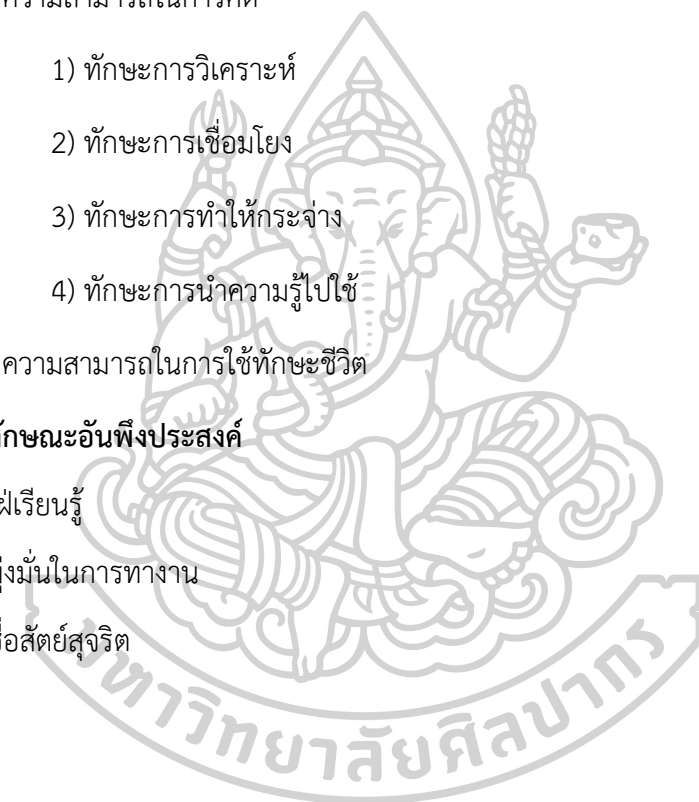 ความสามารถในการคิด
1) ทักษะการวิเคราะห์
2) ทักษะการเชื่อมโยง
3) ทักษะการทำให้กระจ่าง
4) ทักษะการนำความรู้ไปใช้
ความสามารถในการใช้ทักษะชีวิต
ักษณะอันพึงประสงค์
ฝ่เรียนรู้
ุ่งมั่นในการทางาน
ื่อสัตย์สุจริต
มหาวิทยาลัยศิลปากร